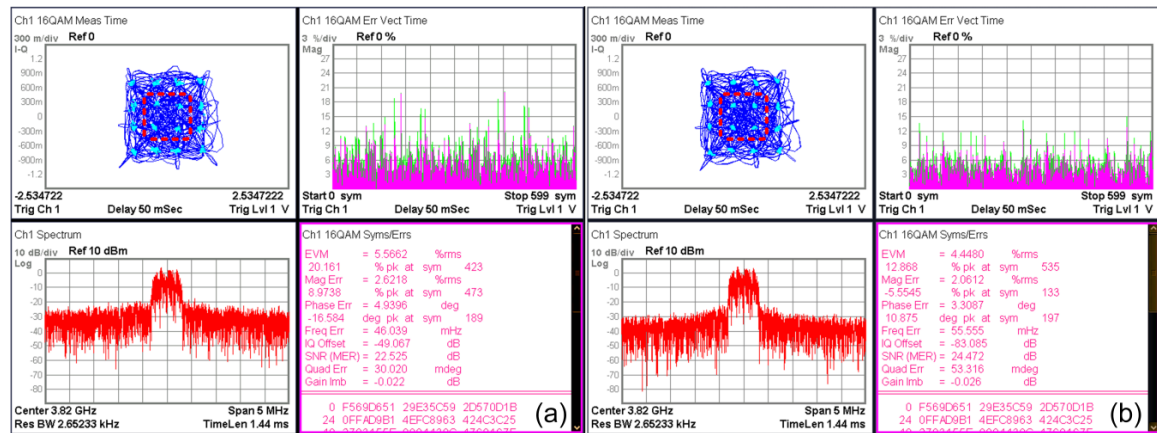 Ch1 16QAM Meas Time
300 m/div Ref 0
I-Q
1.2
900m
600m
300m
0
-300m
-600m
-900m
-1.2
-2.534722 2.5347222
Trig Ch 1 Delay 50 mSec Trig Lvl 1 V
Ch1 16QAM Err Vect Time
3 %/div Ref 0 %
Mag
27
24
21
18
15
12
9
6
3
Start 0 sym Stop 599 sym
Trig Ch 1 Delay 50 mSec Trig Lvl 1 V
Ch1 Spectrum
10 dB/div Ref 10 dBm
Log
0
-10
-20
-30
-40
-50
-60
-70
-80
Center 3.82 GHz Span 5 MHz
Res BW 2.65233 kHz TimeLen 1.44 mS
Ch1 16QAM Syms/Errs
EVM = 5.5662 %rms
20.161 % pk at sym 423
Mag Err = 2.6218 %rms
8.9738 % pk at sym 473
Phase Err = 4.9396 deg
-16.584 deg pk at sym 189
Freq Err = 46.039 mHz
IQ Offset = -49.067 dB
SNR (MER) = 22.525 dB
Quad Err = 30.020 mdeg
Gain Imb = -0.022 dB
0 F569D651 29E35C59 2D570D1B
24 0FFAD9B1 4EFC8963 424C3C25
(a)
Ch1 16QAM Meas Time
300 m/div Ref 0
I-Q
1.2
900m
600m
300m
0
-300m
-600m
-900m
-1.2
-2.534722 2.5347222
Trig Ch 1 Delay 50 mSec Trig Lvl 1 V
Ch1 16QAM Err Vect Time
3 %/div Ref 0 %
Mag
27
24
21
18
15
12
9
6
3
Start 0 sym Stop 599 sym
Trig Ch 1 Delay 50 mSec Trig Lvl 1 V
Ch1 Spectrum
10 dB/div Ref 10 dBm
Log
0
-10
-20
-30
-40
-50
-60
-70
-80
Center 3.82 GHz Span 5 MHz
Res BW 2.65233 kHz TimeLen 1.44 mS
Ch1 16QAM Syms/Errs
EVM = 4.4480 %rms
12.868 % pk at sym 535
Mag Err = 2.0612 %rms
-5.5545 % pk at sym 133
Phase Err = 3.3087 deg
10.875 deg pk at sym 197
Freq Err = 55.555 mHz
IQ Offset = -83.085 dB
SNR (MER) = 24.472 dB
Quad Err = 53.316 mdeg
Gain Imb = -0.026 dB
0 F569D651 29E35C59 2D570D1B
24 0FFAD9B1 4EFC8963 424C3C25
(b)